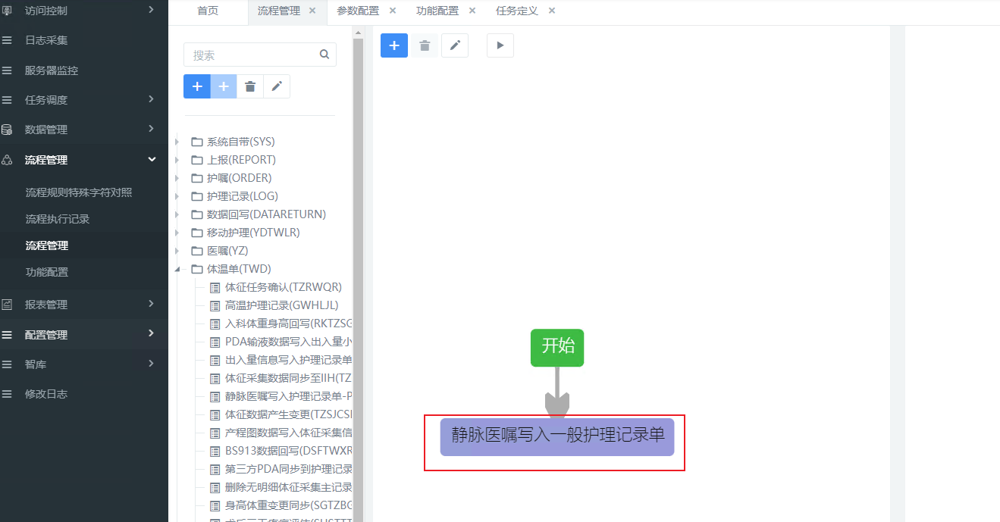 访问控制
日志采集
服务器监控
任务调度
数据管理
流程管理
流程规则特殊字符对照
流程执行记录
流程管理
功能配置
报表管理
配置管理
智库
修改日志
首页
流程管理
参数配置
功能配置
任务定义
搜索
系统自带(SYS)
上报(REPORT)
护嘱(ORDER)
护理记录(LOG)
数据回写(DATARETURN)
移动护理(YDTWLR)
医嘱(YZ)
体温单(TWD)
体征任务确认(TZRWQR)
高温护理记录(GWHLJL)
入科体重身高回写(RKTZSG
PDA输液数据写入出入量小
出入量信息写入护理记录单
体征采集数据同步至IIH(TZ
静脉医嘱写入护理记录单-P
体征数据产生变更(TZSJCSI
产程图数据写入体征采集信
BS913数据回写(DSFTWXR
第三方PDA同步到护理记录
删除无明细体征采集主记录
身高体重变更同步(SGTZBG
开始
静脉医嘱写入一般护理记录单